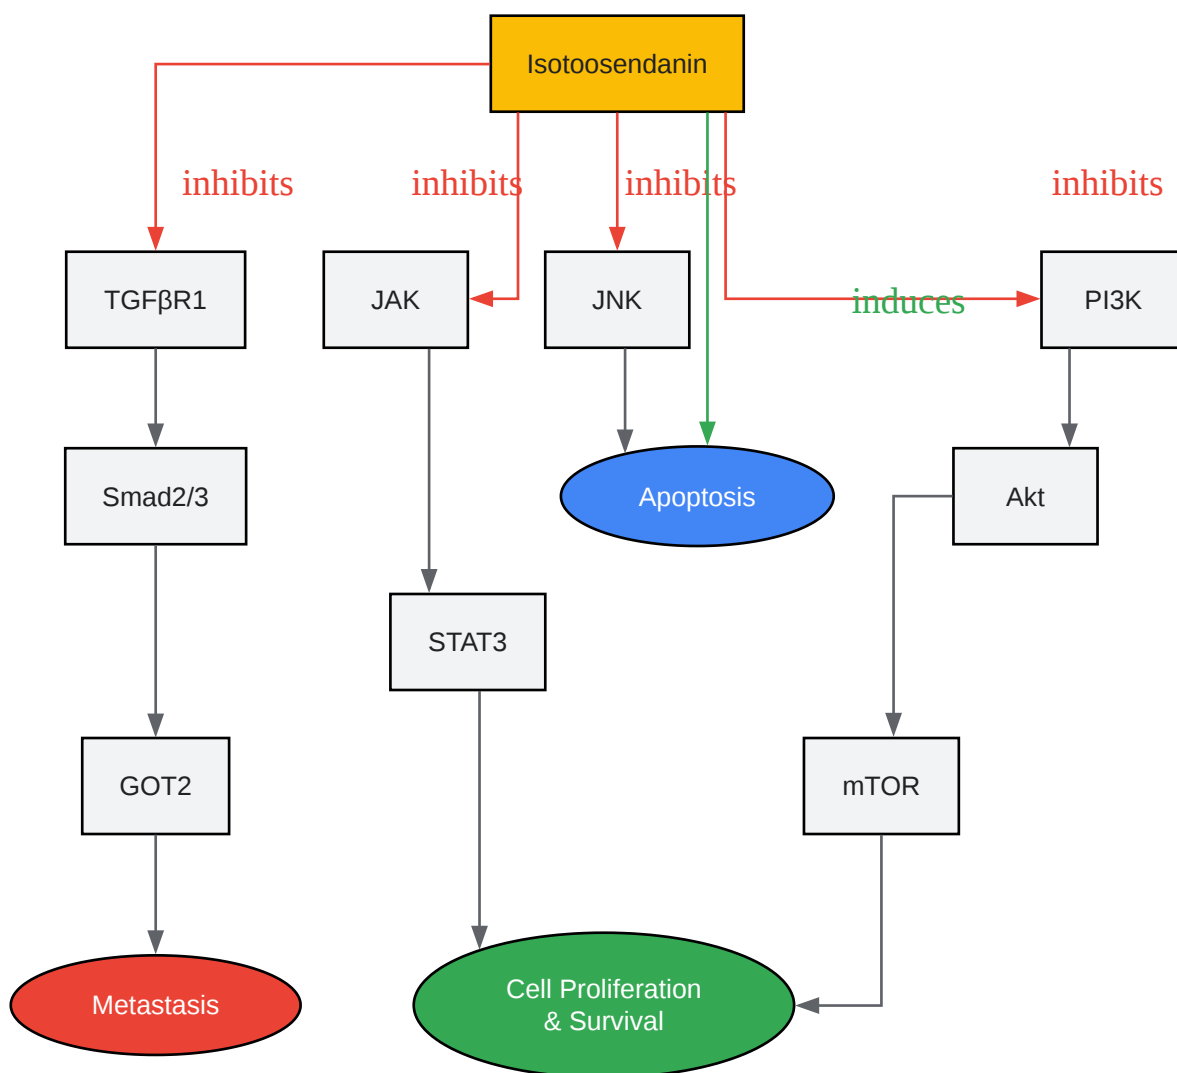 Isotoosendanin
inhibits
inhibits
inhibits
inhibits
TGFβR1
JAK
JNK
induces
PI3K
Smad2/3
Apoptosis
Akt
STAT3
GOT2
mTOR
Metastasis
Cell Proliferation
& Survival